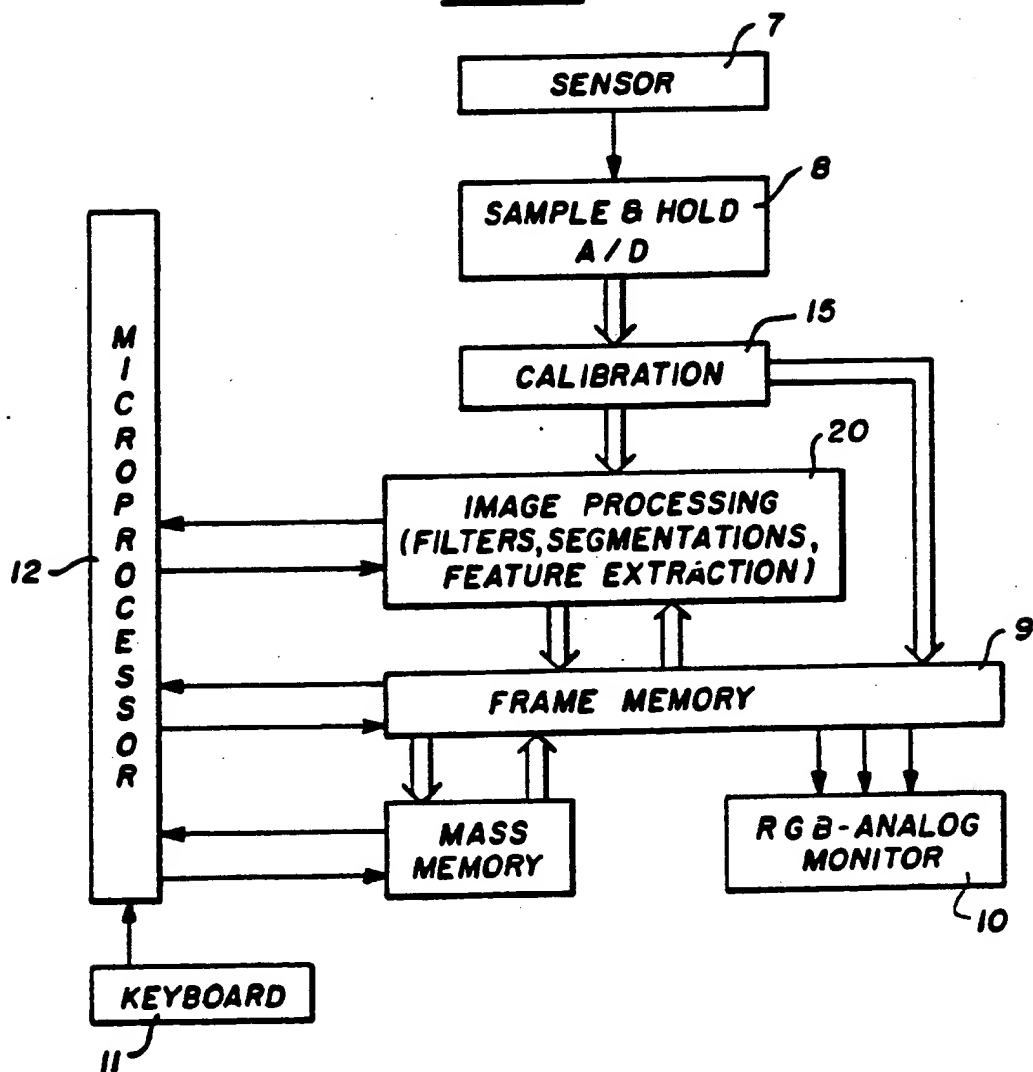 7
SENSOR
8
SAMPLE & HOLD
A/D
15
CALIBRATION
20
IMAGE PROCESSING
(FILTERS, SEGMENTATIONS,
FEATURE EXTRACTION)
12
MICROPROCESSOR
9
FRAME MEMORY
MASS
MEMORY
RGB-ANALOG
MONITOR
10
KEYBOARD
11